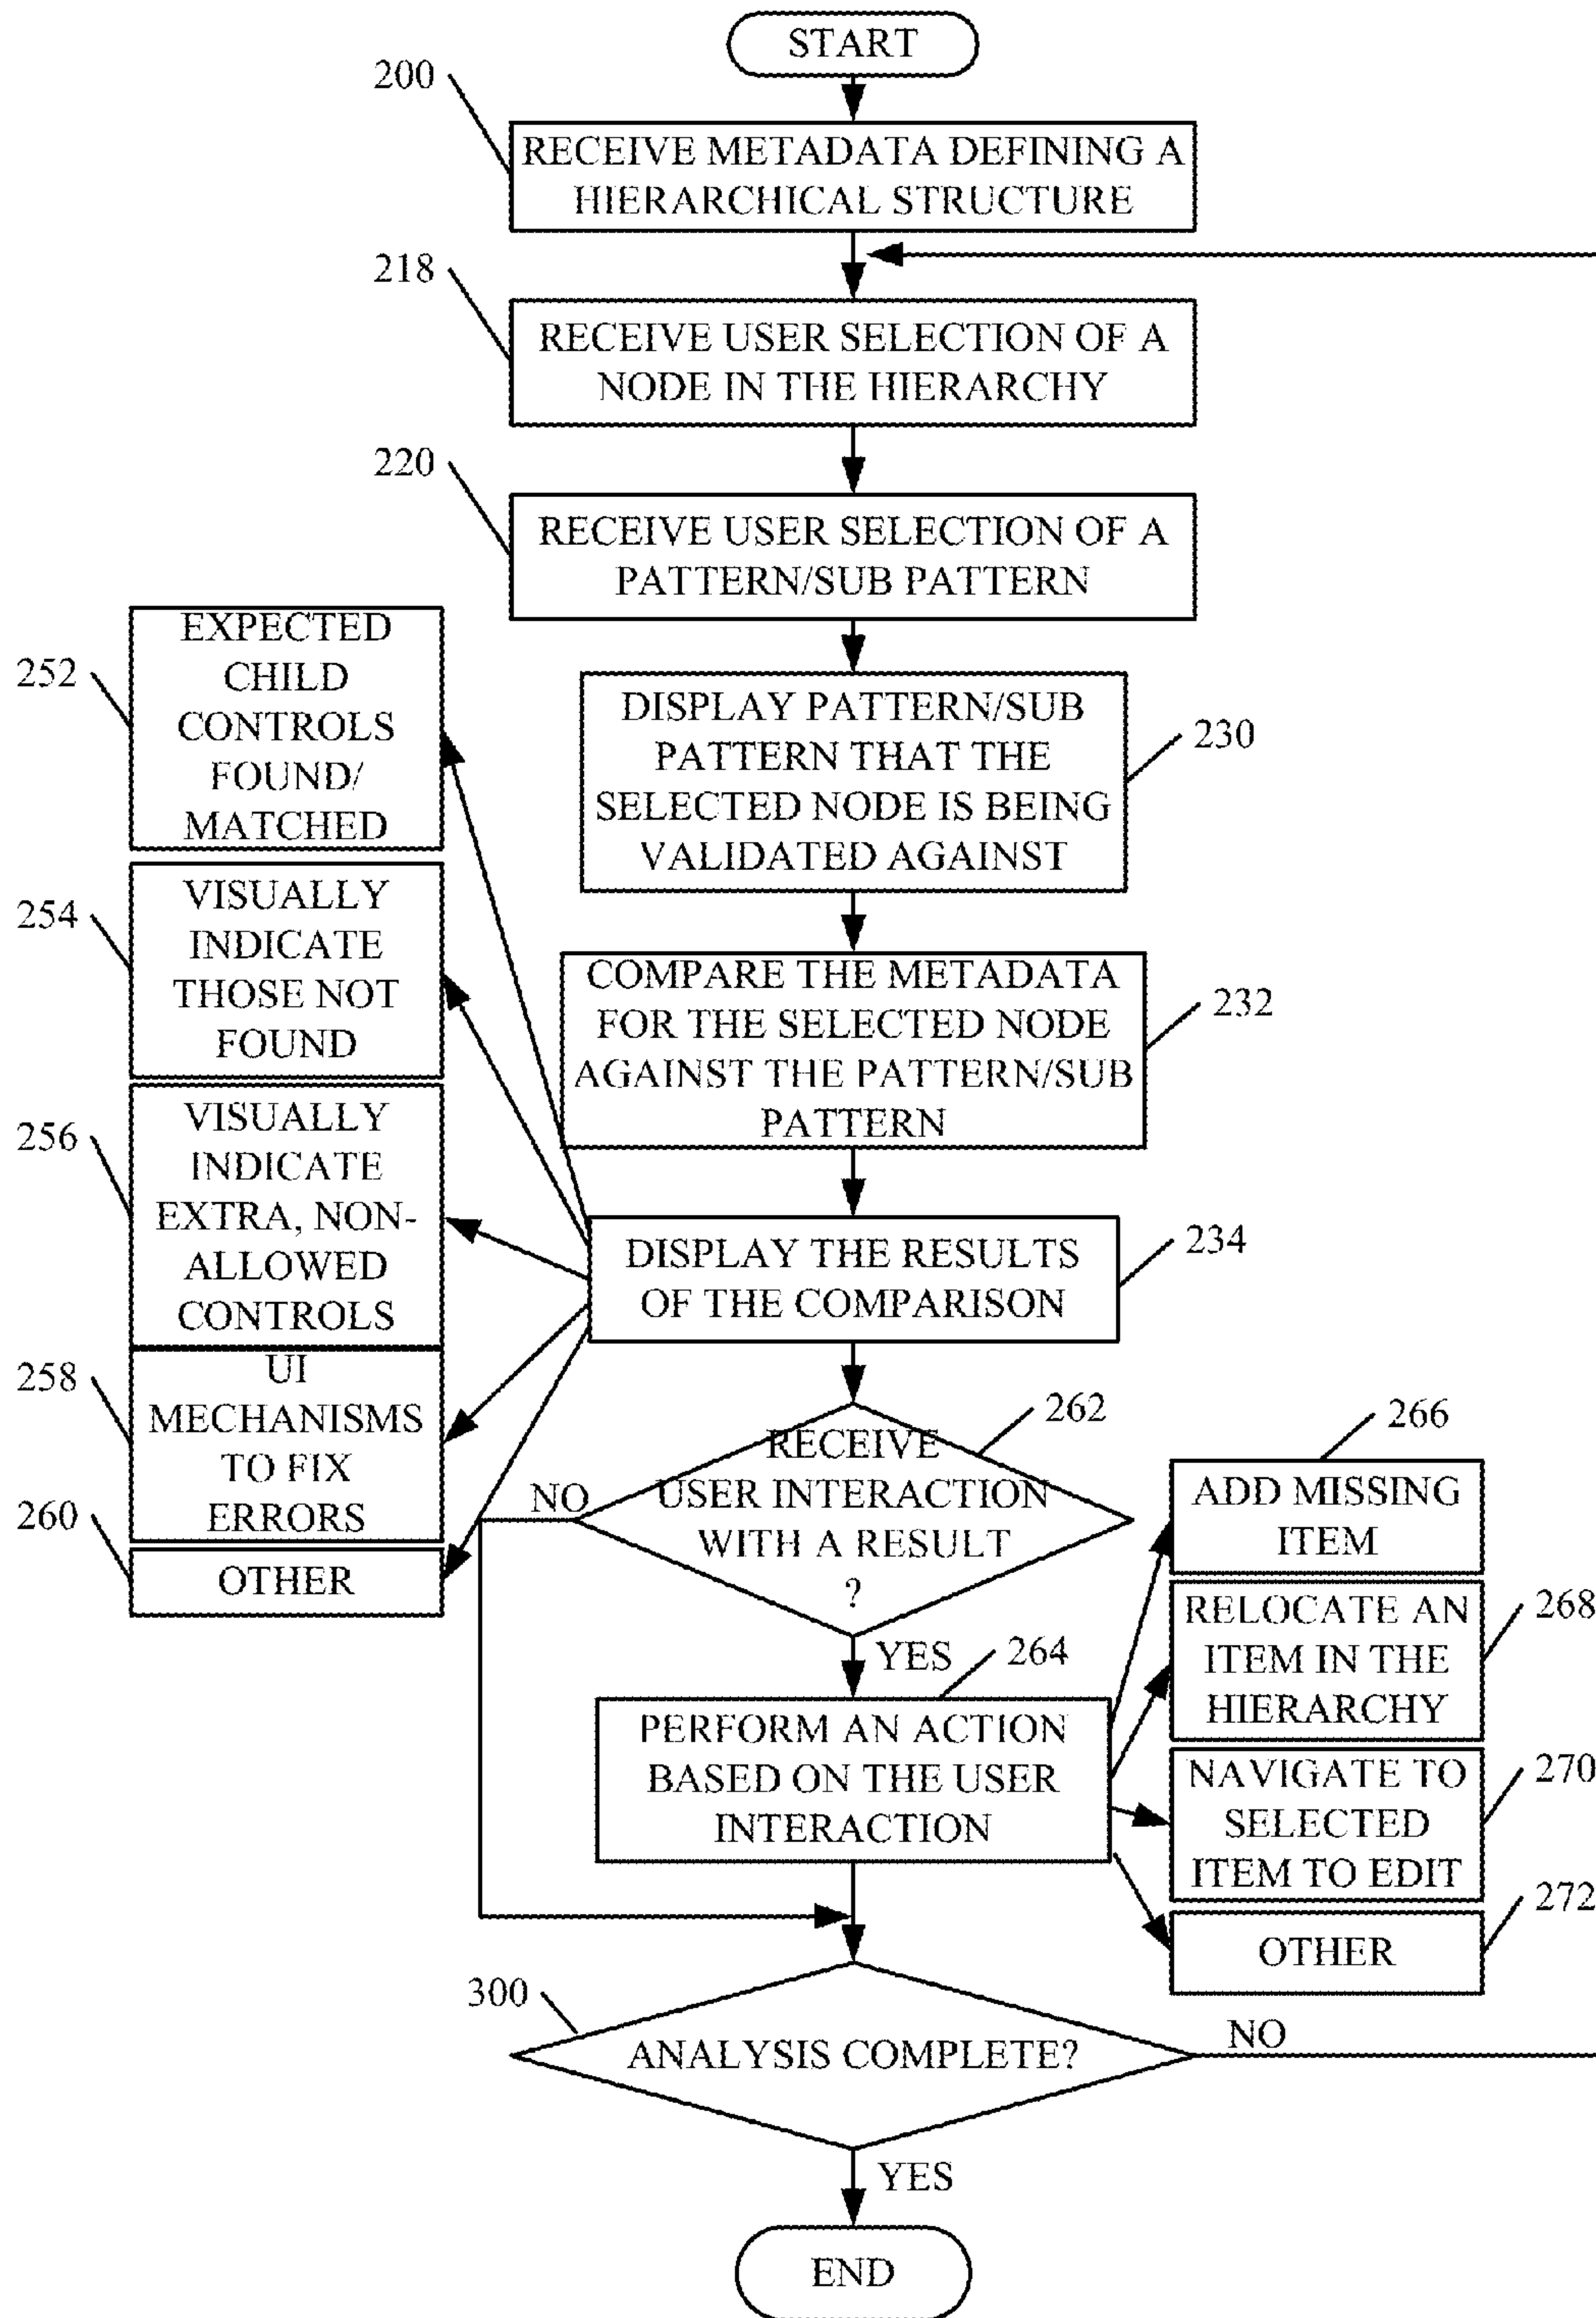 START
200
RECEIVE METADATA DEFINING A
HIERARCHICAL STRUCTURE
218
RECEIVE USER SELECTION OF A
NODE IN THE HIERARCHY
220
RECEIVE USER SELECTION OF A
PATTERN/SUB PATTERN
230
DISPLAY PATTERN/SUB
PATTERN THAT THE
SELECTED NODE IS BEING
VALIDATED AGAINST
232
COMPARE THE METADATA
FOR THE SELECTED NODE
AGAINST THE PATTERN/SUB
PATTERN
234
DISPLAY THE RESULTS
OF THE COMPARISON
252
EXPECTED
CHILD
CONTROLS
FOUND/
MATCHED
254
VISUALLY
INDICATE
THOSE NOT
FOUND
256
VISUALLY
INDICATE
EXTRA, NON-
ALLOWED
CONTROLS
258
UI
MECHANISMS
TO FIX
ERRORS
260
OTHER
262
RECEIVE
USER INTERACTION
WITH A RESULT
?
NO
YES
264
PERFORM AN ACTION
BASED ON THE USER
INTERACTION
266
ADD MISSING
ITEM
268
RELOCATE AN
ITEM IN THE
HIERARCHY
270
NAVIGATE TO
SELECTED
ITEM TO EDIT
272
OTHER
300
ANALYSIS COMPLETE?
NO
YES
END